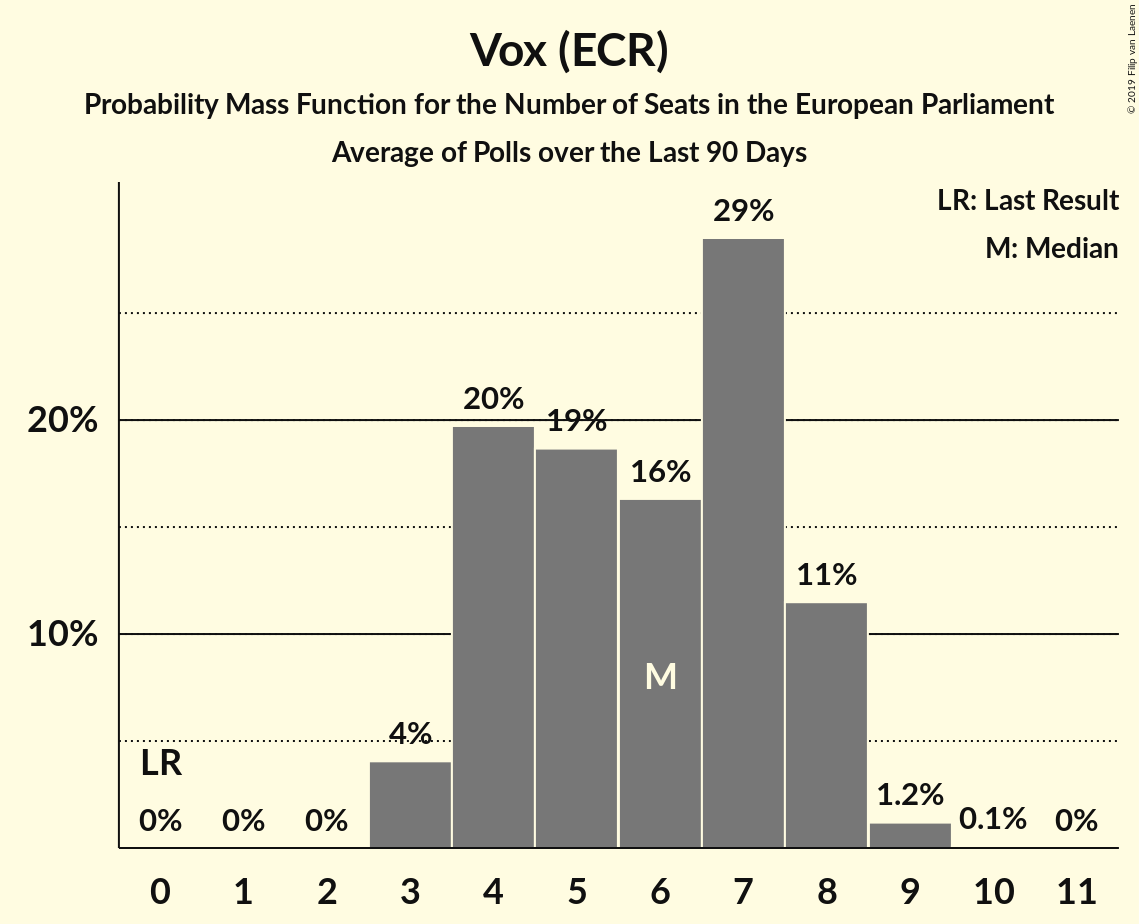 Vox (ECR)
Probability Mass Function for the Number of Seats in the European Parliament
Average of Polls over the Last 90 Days
© 2019 Filip van Laenen
LR: Last Result
M: Median
29%
20%
20%
19%
16%
11%
10%
M
4%
LR
1.2%
0% 0% 0% 0.1% 0%
0 1 2 3 4 5 6 7 8 9 10 11